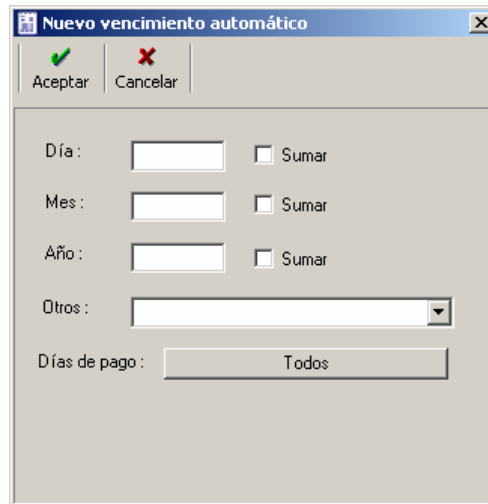 Nuevo vencimiento automático
Aceptar Cancelar
Día : Sumar
Mes : Sumar
Año : Sumar
Otros :
Días de pago : Todos